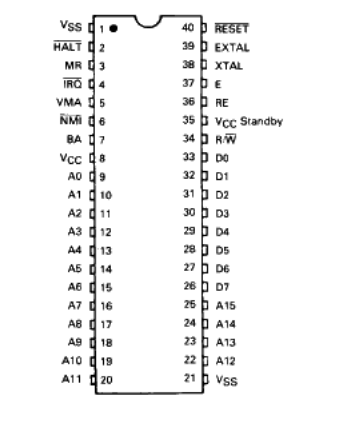 VSS 1 40 RESET
HALT 2 39 EXTAL
MR 3 38 XTAL
IRQ 4 37 E
VMA 5 36 RE
NMI 6 35 VCC Standby
BA 7 34 R/W
VCC 8 33 D0
A0 9 32 D1
A1 10 31 D2
A2 11 30 D3
A3 12 29 D4
A4 13 28 D5
A5 14 27 D6
A6 15 26 D7
A7 16 25 A15
A8 17 24 A14
A9 18 23 A13
A10 19 22 A12
A11 20 21 VSS